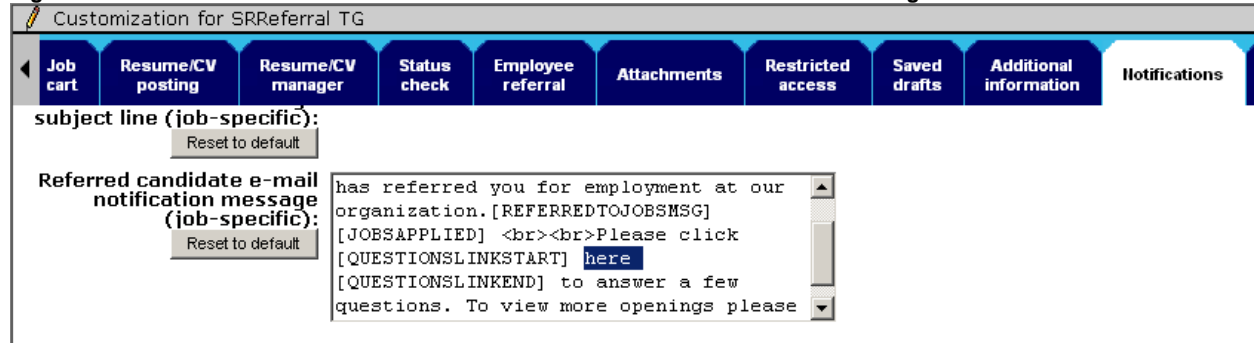 Customization for SRReferral TG
Job cart
Resume/CV posting
Resume/CV manager
Status check
Employee referral
Attachments
Restricted access
Saved drafts
Additional information
Notifications
subject line (job-specific):
Reset to default
Referred candidate e-mail
notification message
(job-specific):
Reset to default
has referred you for employment at our
organization.[REFERREDTOJOBSMSG]
[JOBSAPPLIED] <br><br>Please click
[QUESTIONSLINKSTART] here
[QUESTIONSLINKEND] to answer a few
questions. To view more openings please